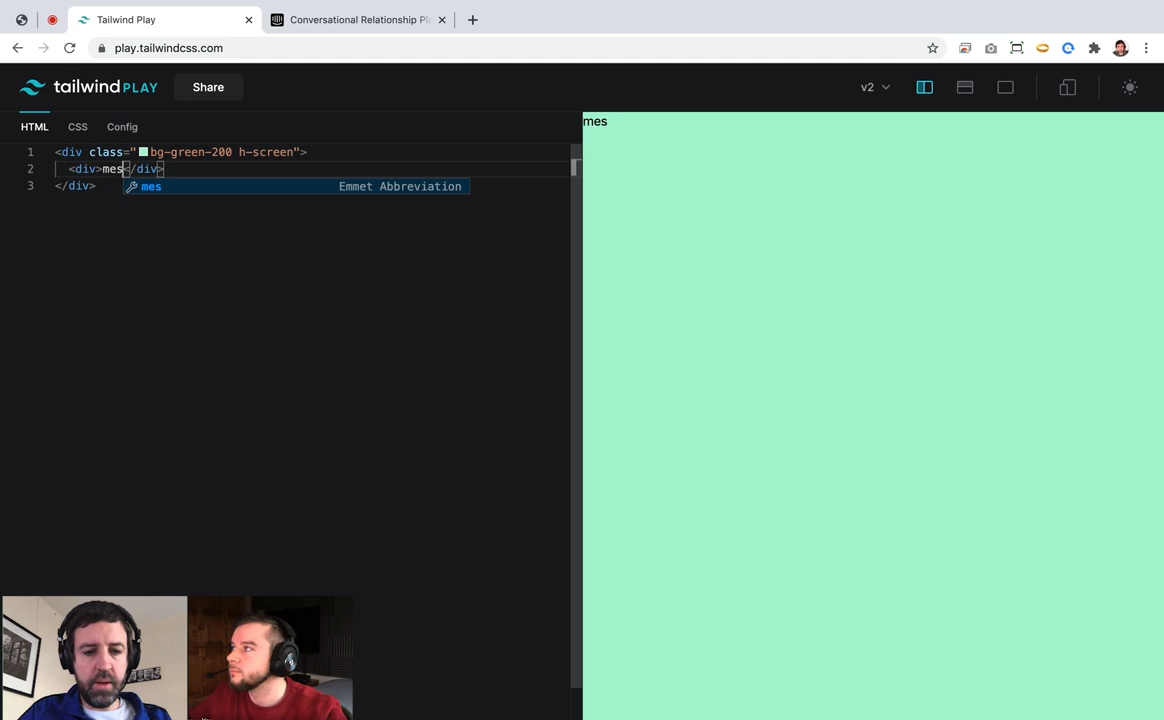 Tailwind Play
Conversational Relationship Pl
play.tailwindcss.com
tailwind PLAY
Share
v2
HTML
CSS
Config
mes
1 <div class="bg-green-200 h-screen">
2 <div>mes</div>
3 </div>
mes
Emmet Abbreviation